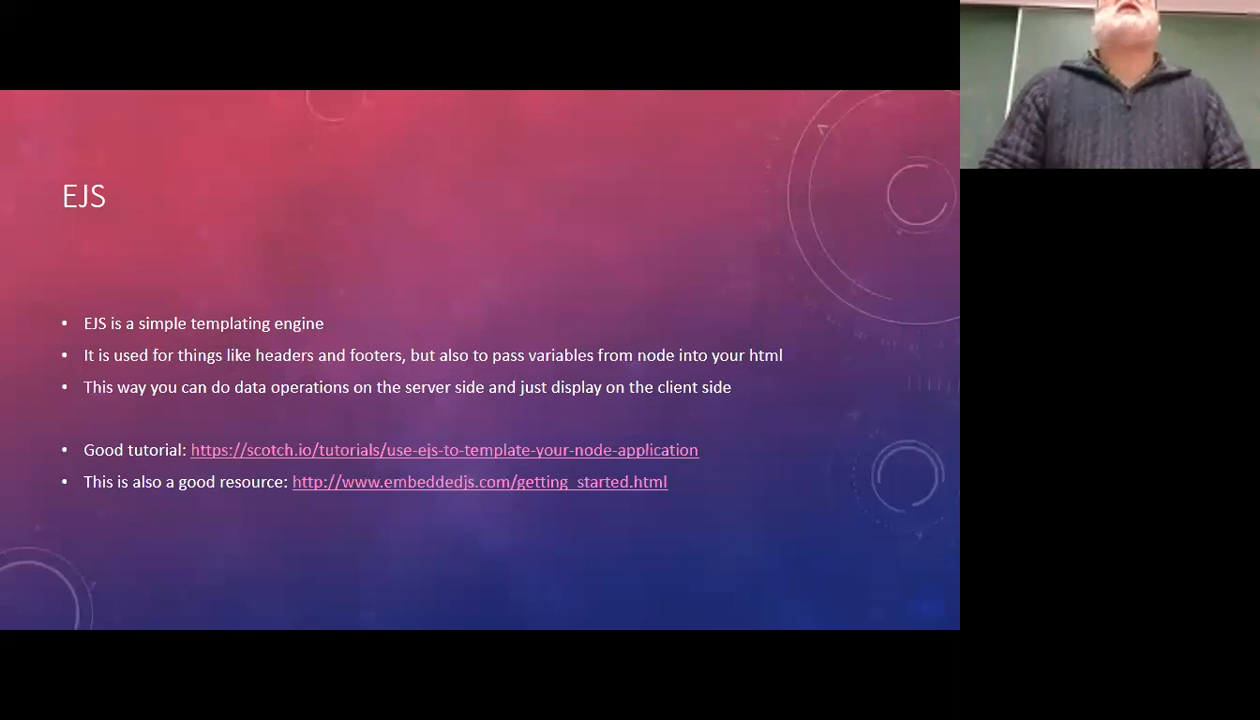 EJS
• EJS is a simple templating engine
• It is used for things like headers and footers, but also to pass variables from node into your html
• This way you can do data operations on the server side and just display on the client side
• Good tutorial: https://scotch.io/tutorials/use-ejs-to-template-your-node-application
• This is also a good resource: http://www.embeddedjs.com/getting_started.html